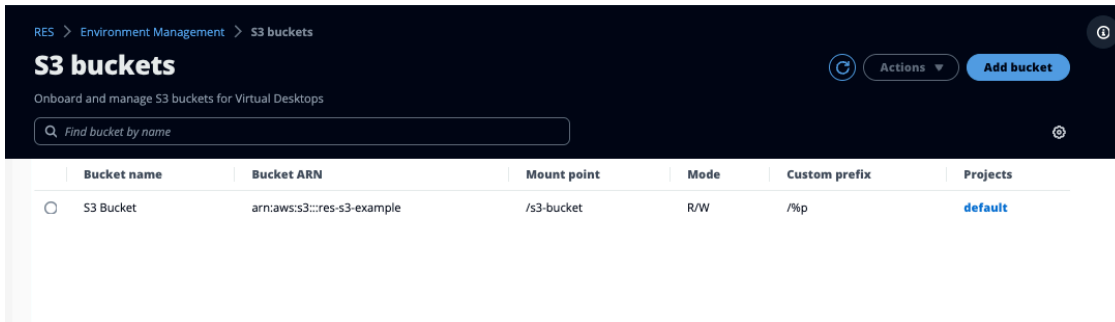 RES > Environment Management > S3 buckets
S3 buckets
Actions ▼ Add bucket
Onboard and manage S3 buckets for Virtual Desktops
Find bucket by name
Bucket name Bucket ARN Mount point Mode Custom prefix Projects
S3 Bucket arn:aws:s3:::res-s3-example /s3-bucket R/W /%p default